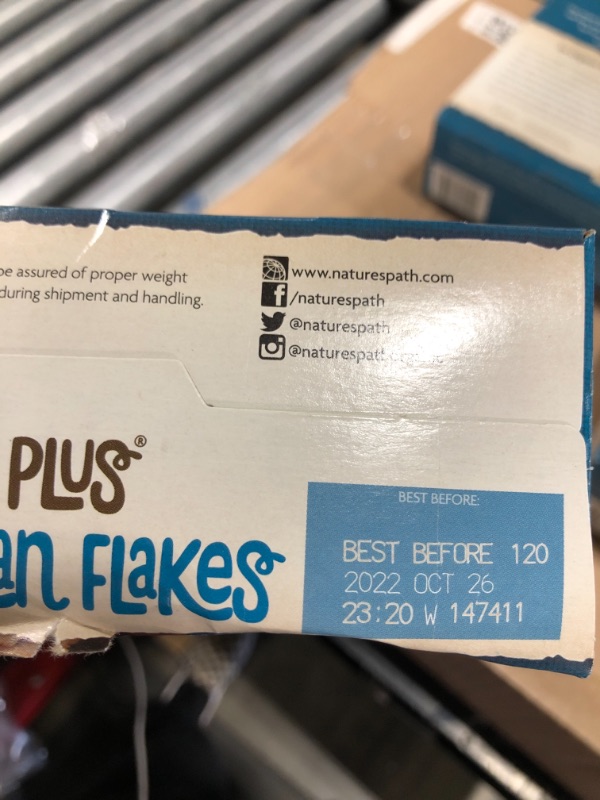 be assured of proper weight
during shipment and handling.
www.naturespath.com
/naturespath
@naturespath
@naturespath
PLUS®
an FLakes
BEST BEFORE:
BEST BEFORE 120
2022 OCT 26
23:20 W 147411